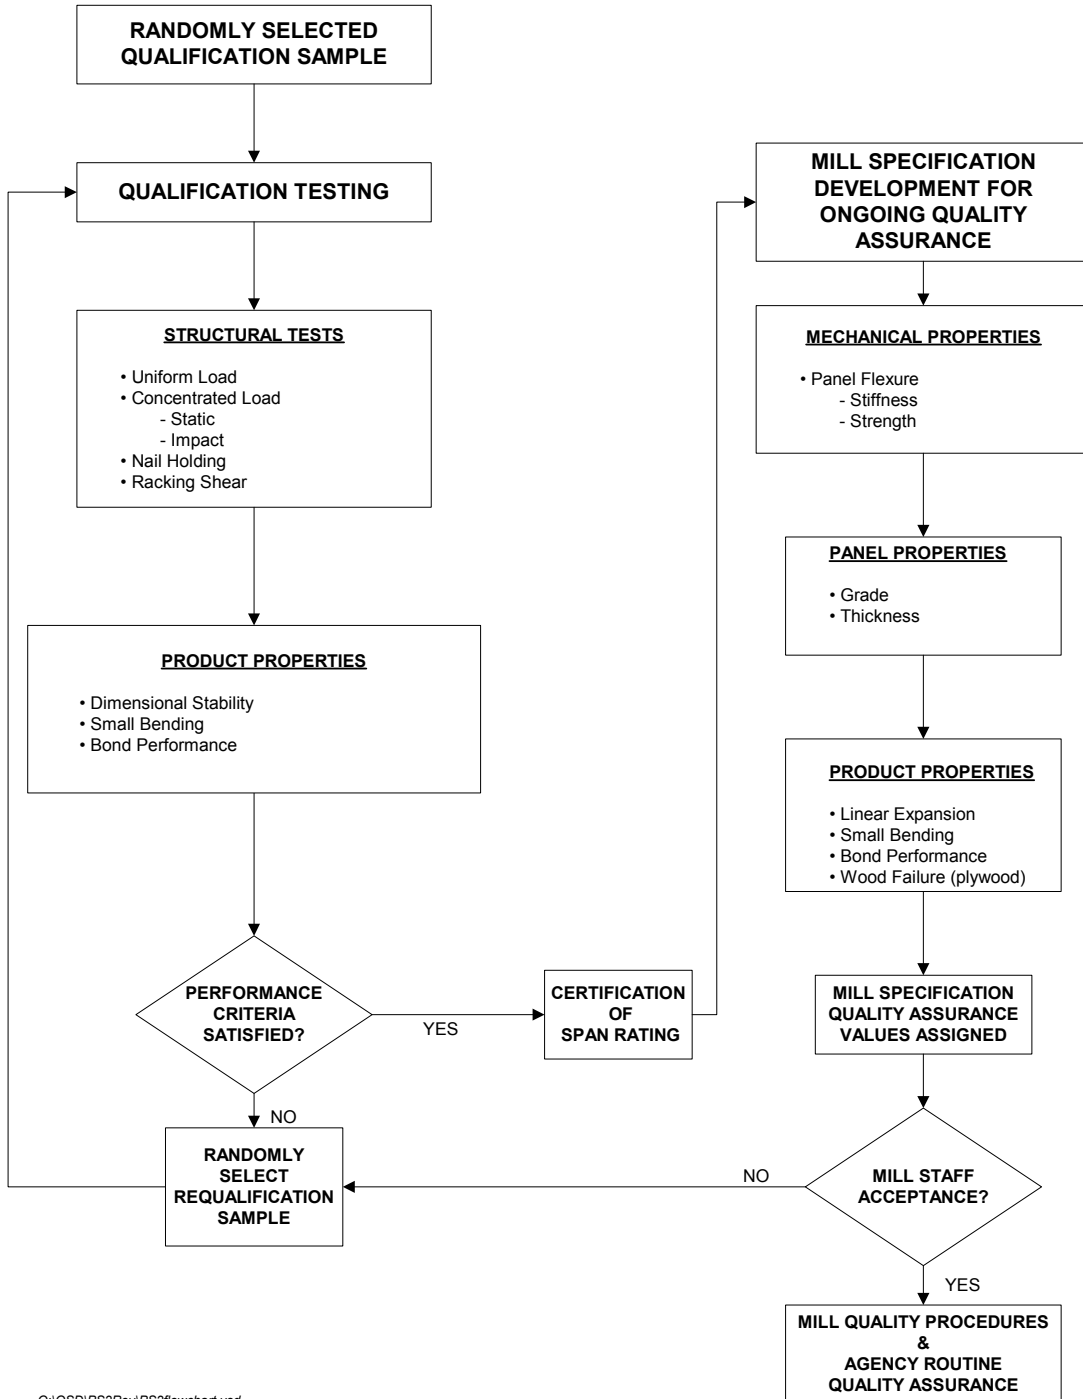 RANDOMLY SELECTED
QUALIFICATION SAMPLE
QUALIFICATION TESTING
STRUCTURAL TESTS
• Uniform Load
• Concentrated Load
- Static
- Impact
• Nail Holding
• Racking Shear
PRODUCT PROPERTIES
• Dimensional Stability
• Small Bending
• Bond Performance
PERFORMANCE
CRITERIA
SATISFIED?
YES
NO
CERTIFICATION
OF
SPAN RATING
RANDOMLY
SELECT
REQUALIFICATION
SAMPLE
MILL SPECIFICATION
DEVELOPMENT FOR
ONGOING QUALITY
ASSURANCE
MECHANICAL PROPERTIES
• Panel Flexure
- Stiffness
- Strength
PANEL PROPERTIES
• Grade
• Thickness
PRODUCT PROPERTIES
• Linear Expansion
• Small Bending
• Bond Performance
• Wood Failure (plywood)
MILL SPECIFICATION
QUALITY ASSURANCE
VALUES ASSIGNED
MILL STAFF
ACCEPTANCE?
NO
YES
MILL QUALITY PROCEDURES
&
AGENCY ROUTINE
QUALITY ASSURANCE